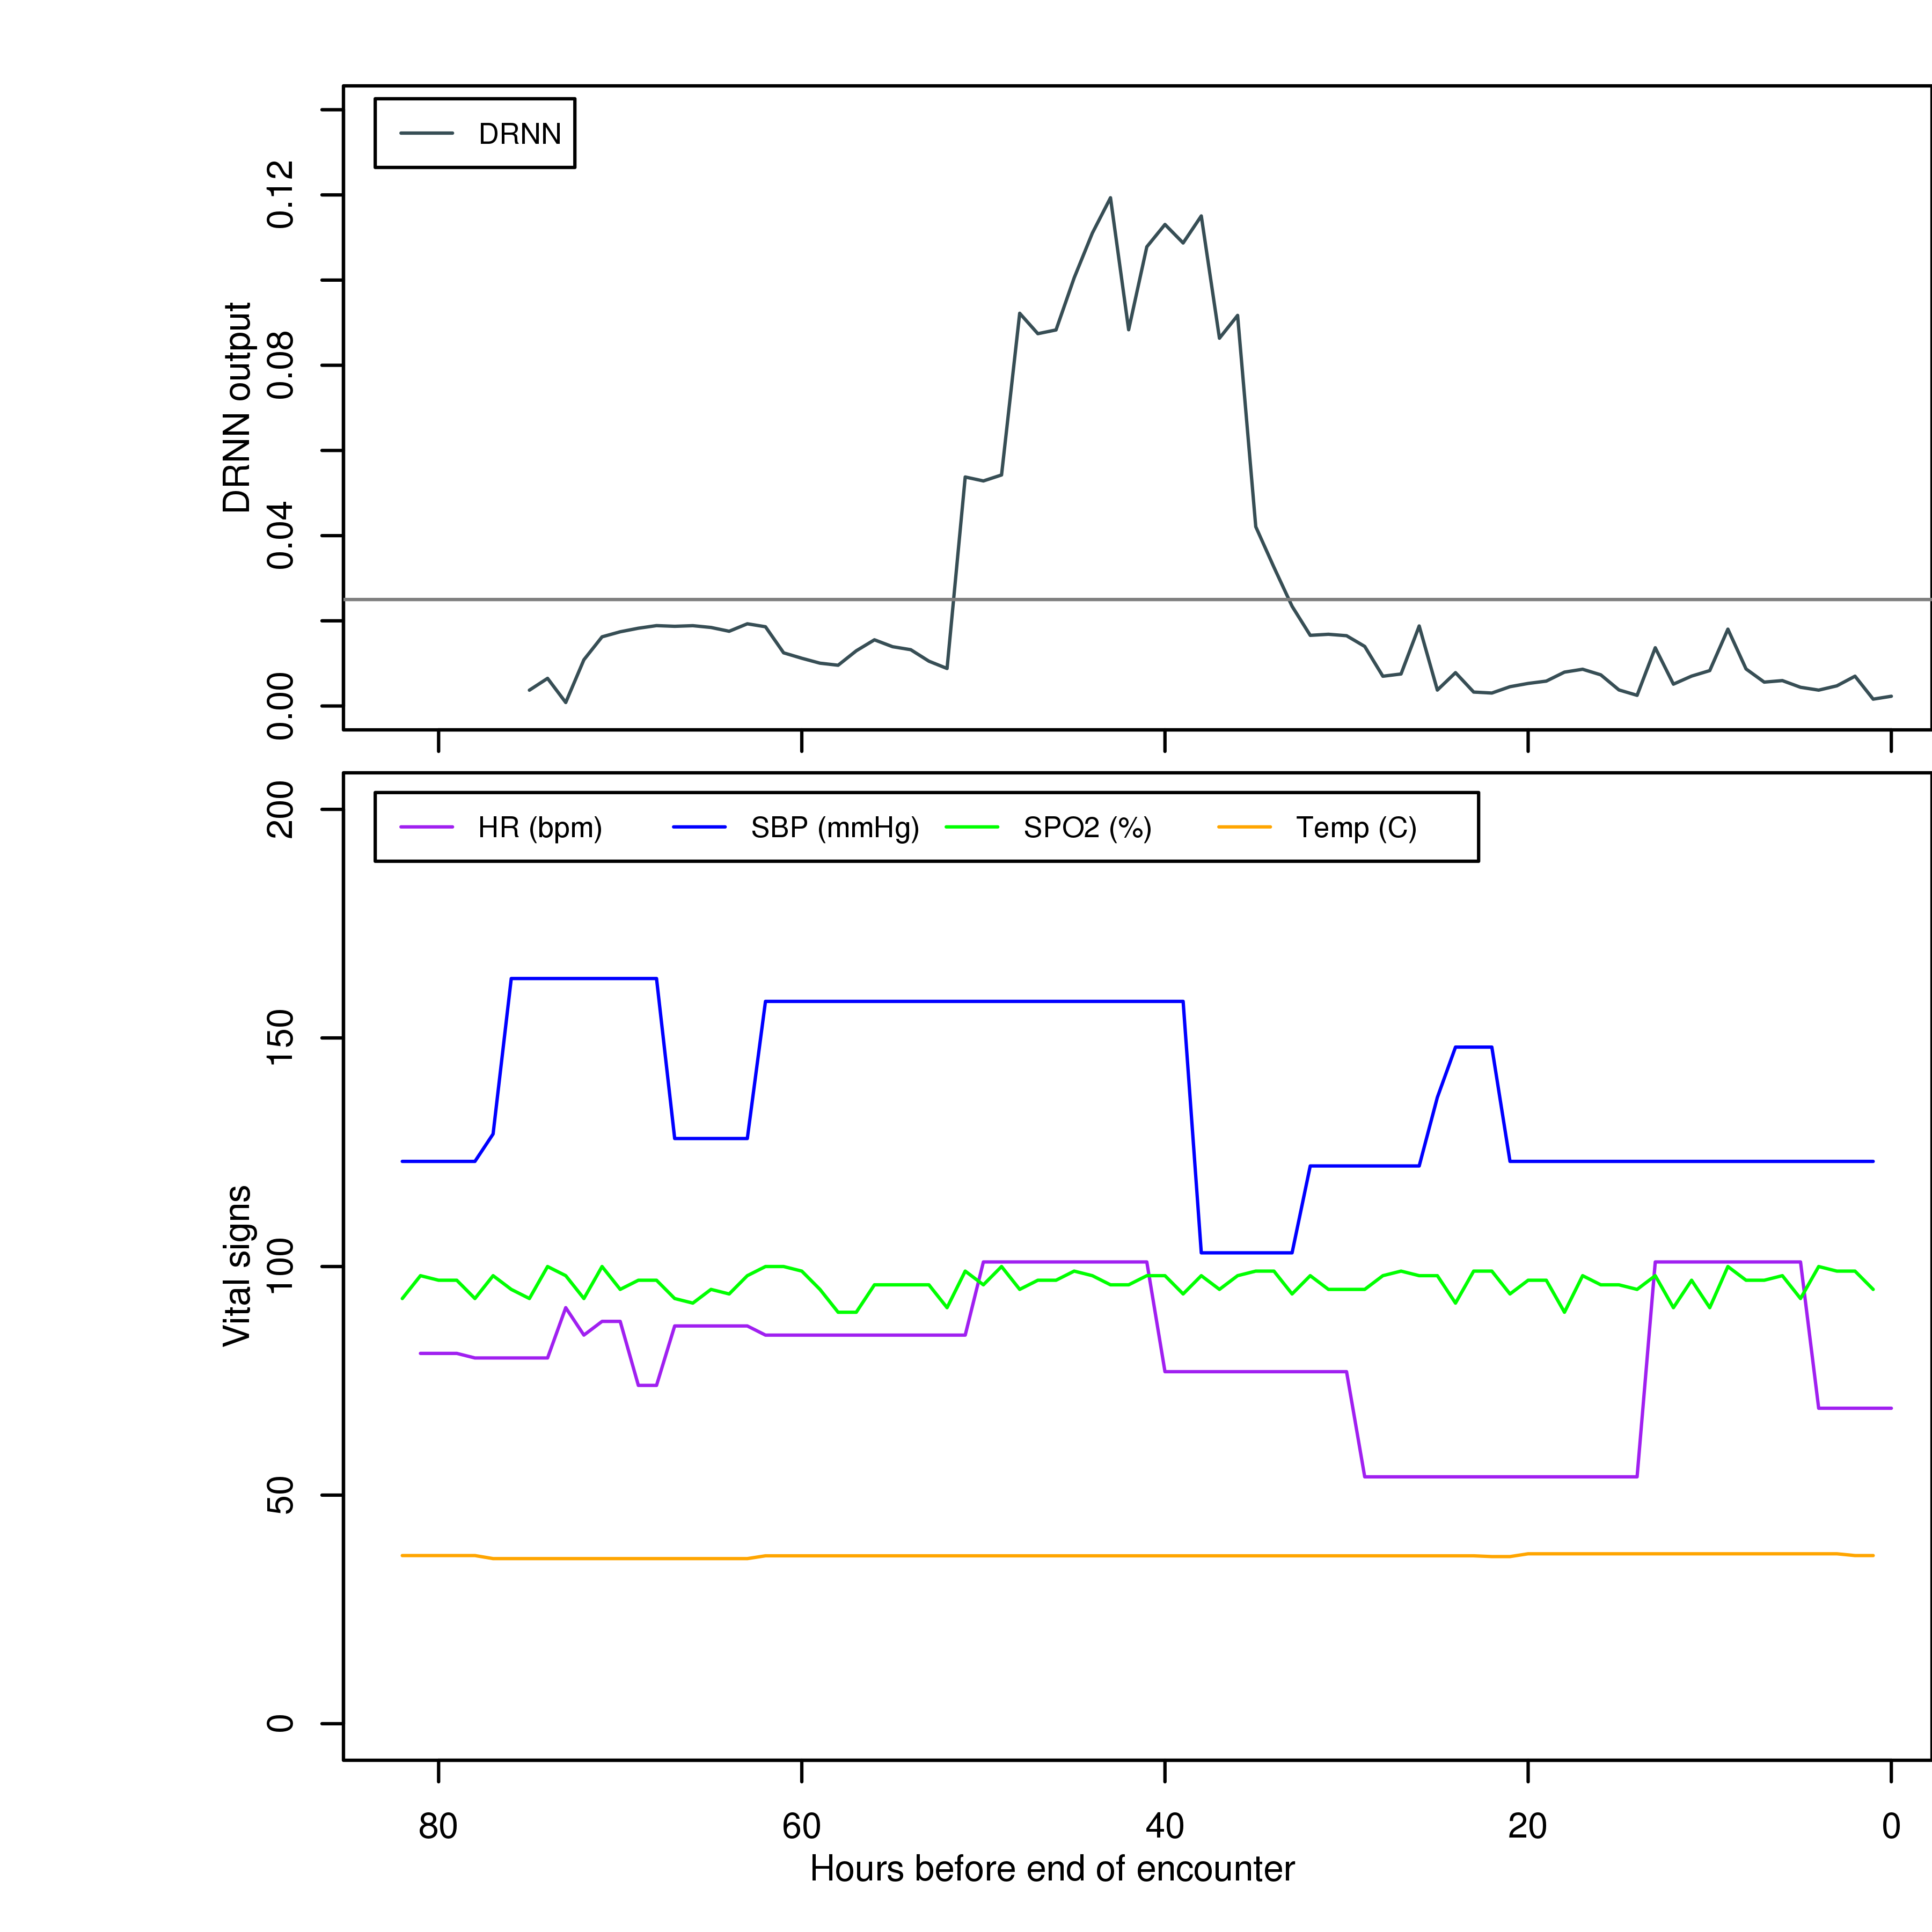 DRNN
DRNN output
0.12
0.08
0.04
0.00
HR (bpm) SBP (mmHg) SPO2 (%) Temp (C)
Vital signs
200
150
100
50
0
80 60 40 20 0
Hours before end of encounter